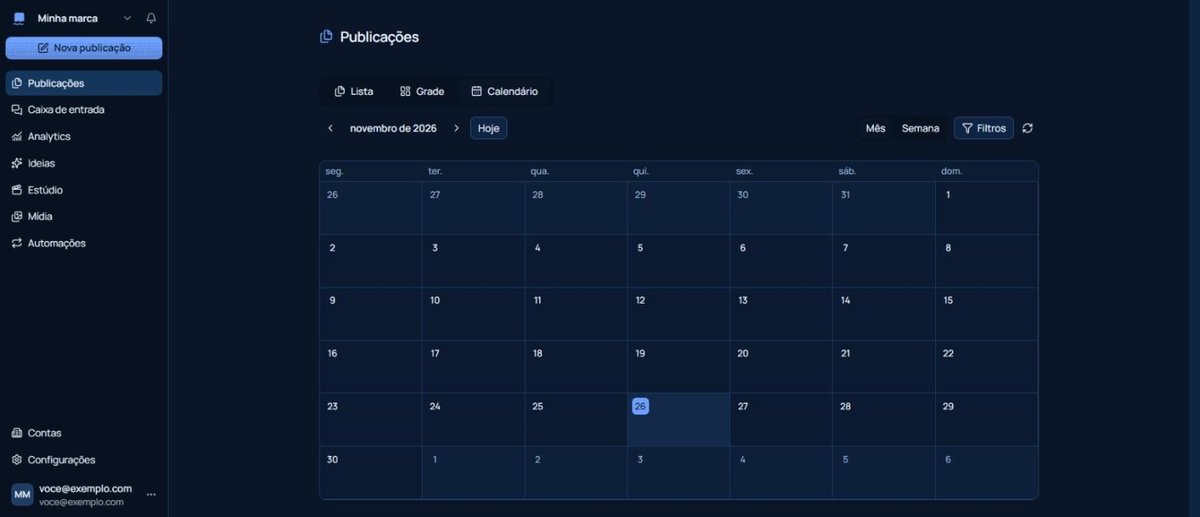 Minha marca
Nova publicação
Publicações
Caixa de entrada
Analytics
Ideias
Estúdio
Mídia
Automações
Contas
Configurações
MM
voce@exemplo.com
voce@exemplo.com
Publicações
Lista Grade Calendário
novembro de 2026 Hoje Mês Semana Filtros
seg. ter. qua. qui. sex. sáb. dom.
26 27 28 29 30 31 1
2 3 4 5 6 7 8
9 10 11 12 13 14 15
16 17 18 19 20 21 22
23 24 25 26 27 28 29
30 1 2 3 4 5 6